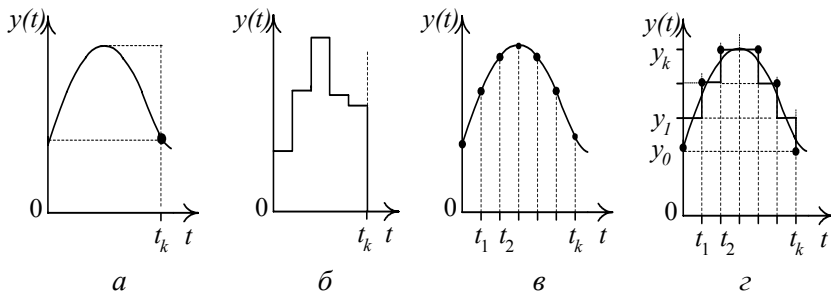 y(t) y(t) y(t) y(t)
y_k
y_1
y_0
0 0 0 0
t_k t t_k t t_1 t_2 t_k t t_1 t_2 t_k t
а б в г